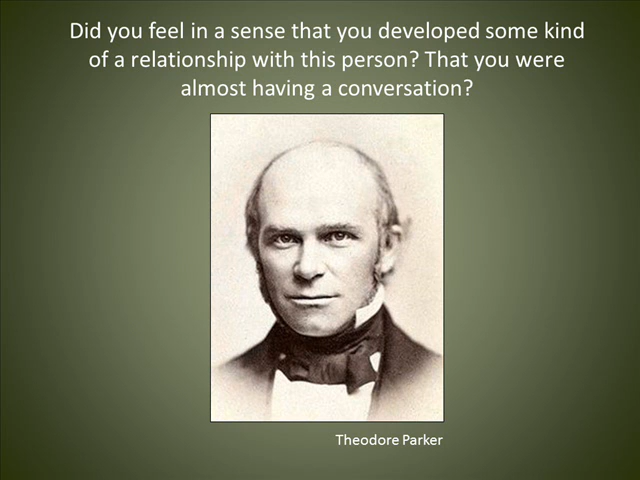 Did you feel in a sense that you developed some kind
of a relationship with this person? That you were
almost having a conversation?
Theodore Parker